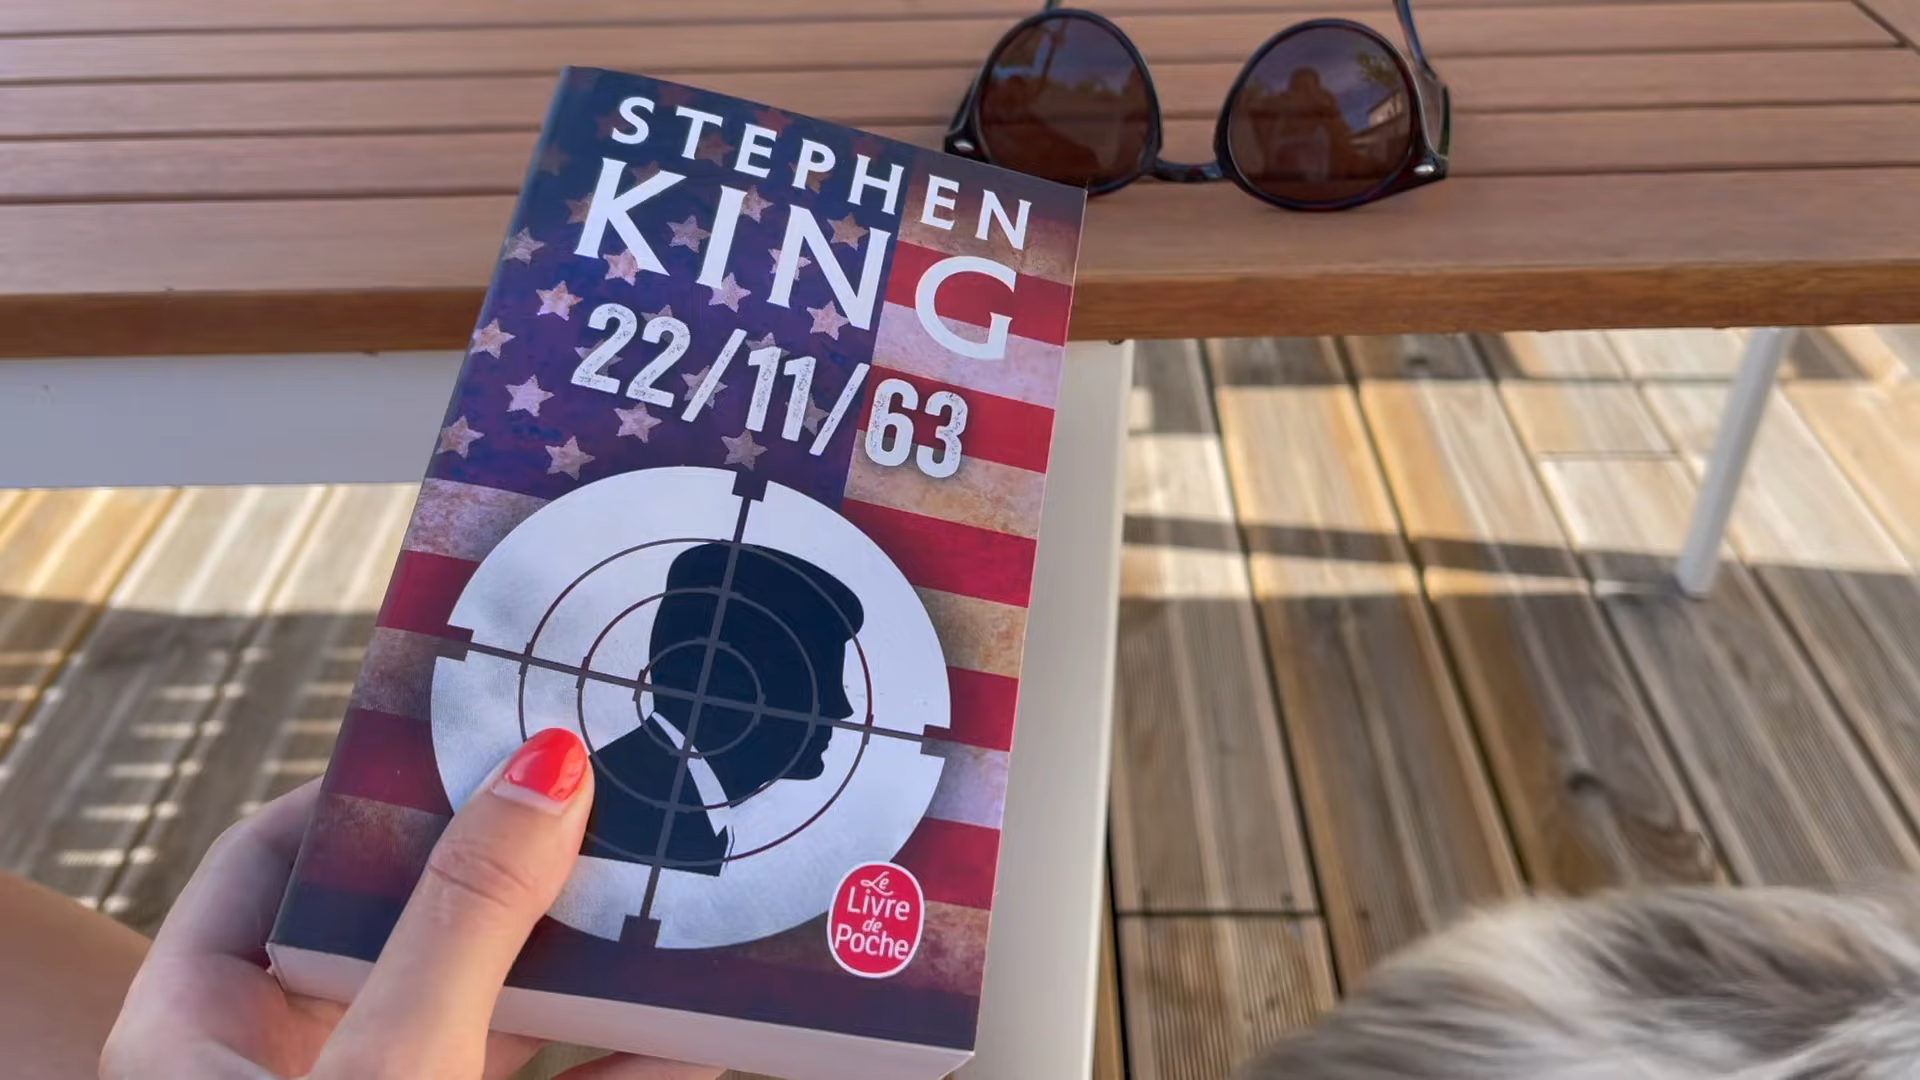 STEPHEN
KING
22/11/63
Le
Livre
de
Poche